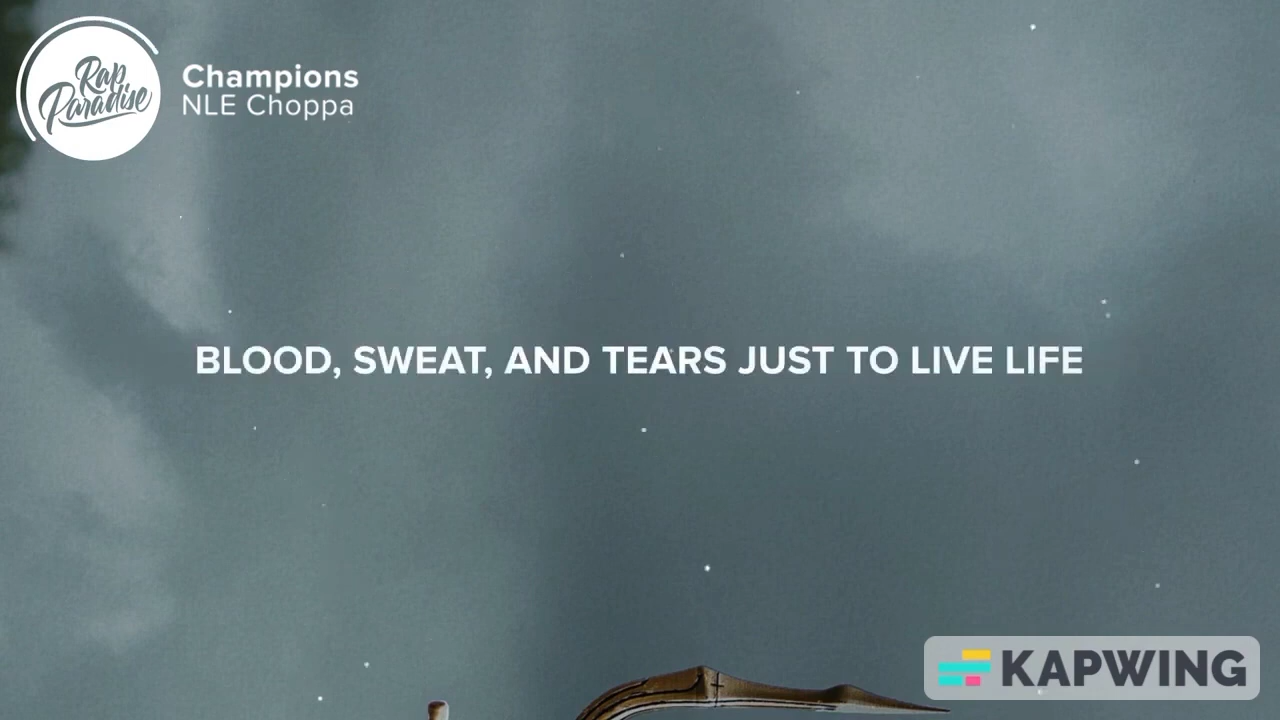 Rap
Paradise
Champions
NLE Choppa
BLOOD, SWEAT, AND TEARS JUST TO LIVE LIFE
KAPWING